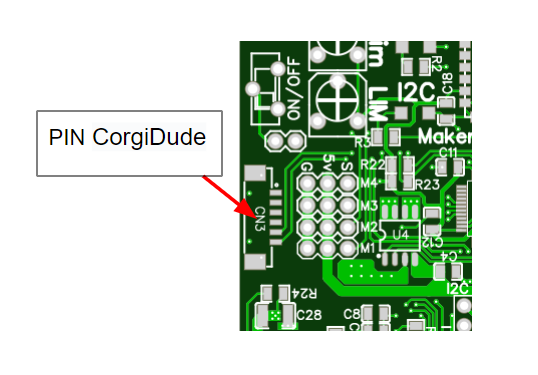 PIN CorgiDude
ON/OFF
Trim
LIM
R2
C18
I2C
R3
Maker
C11
G
5v
S
R22
M4
R23
M3
CN3
M2
U4
C12
M1
C4
I2C
R24
C28
C8